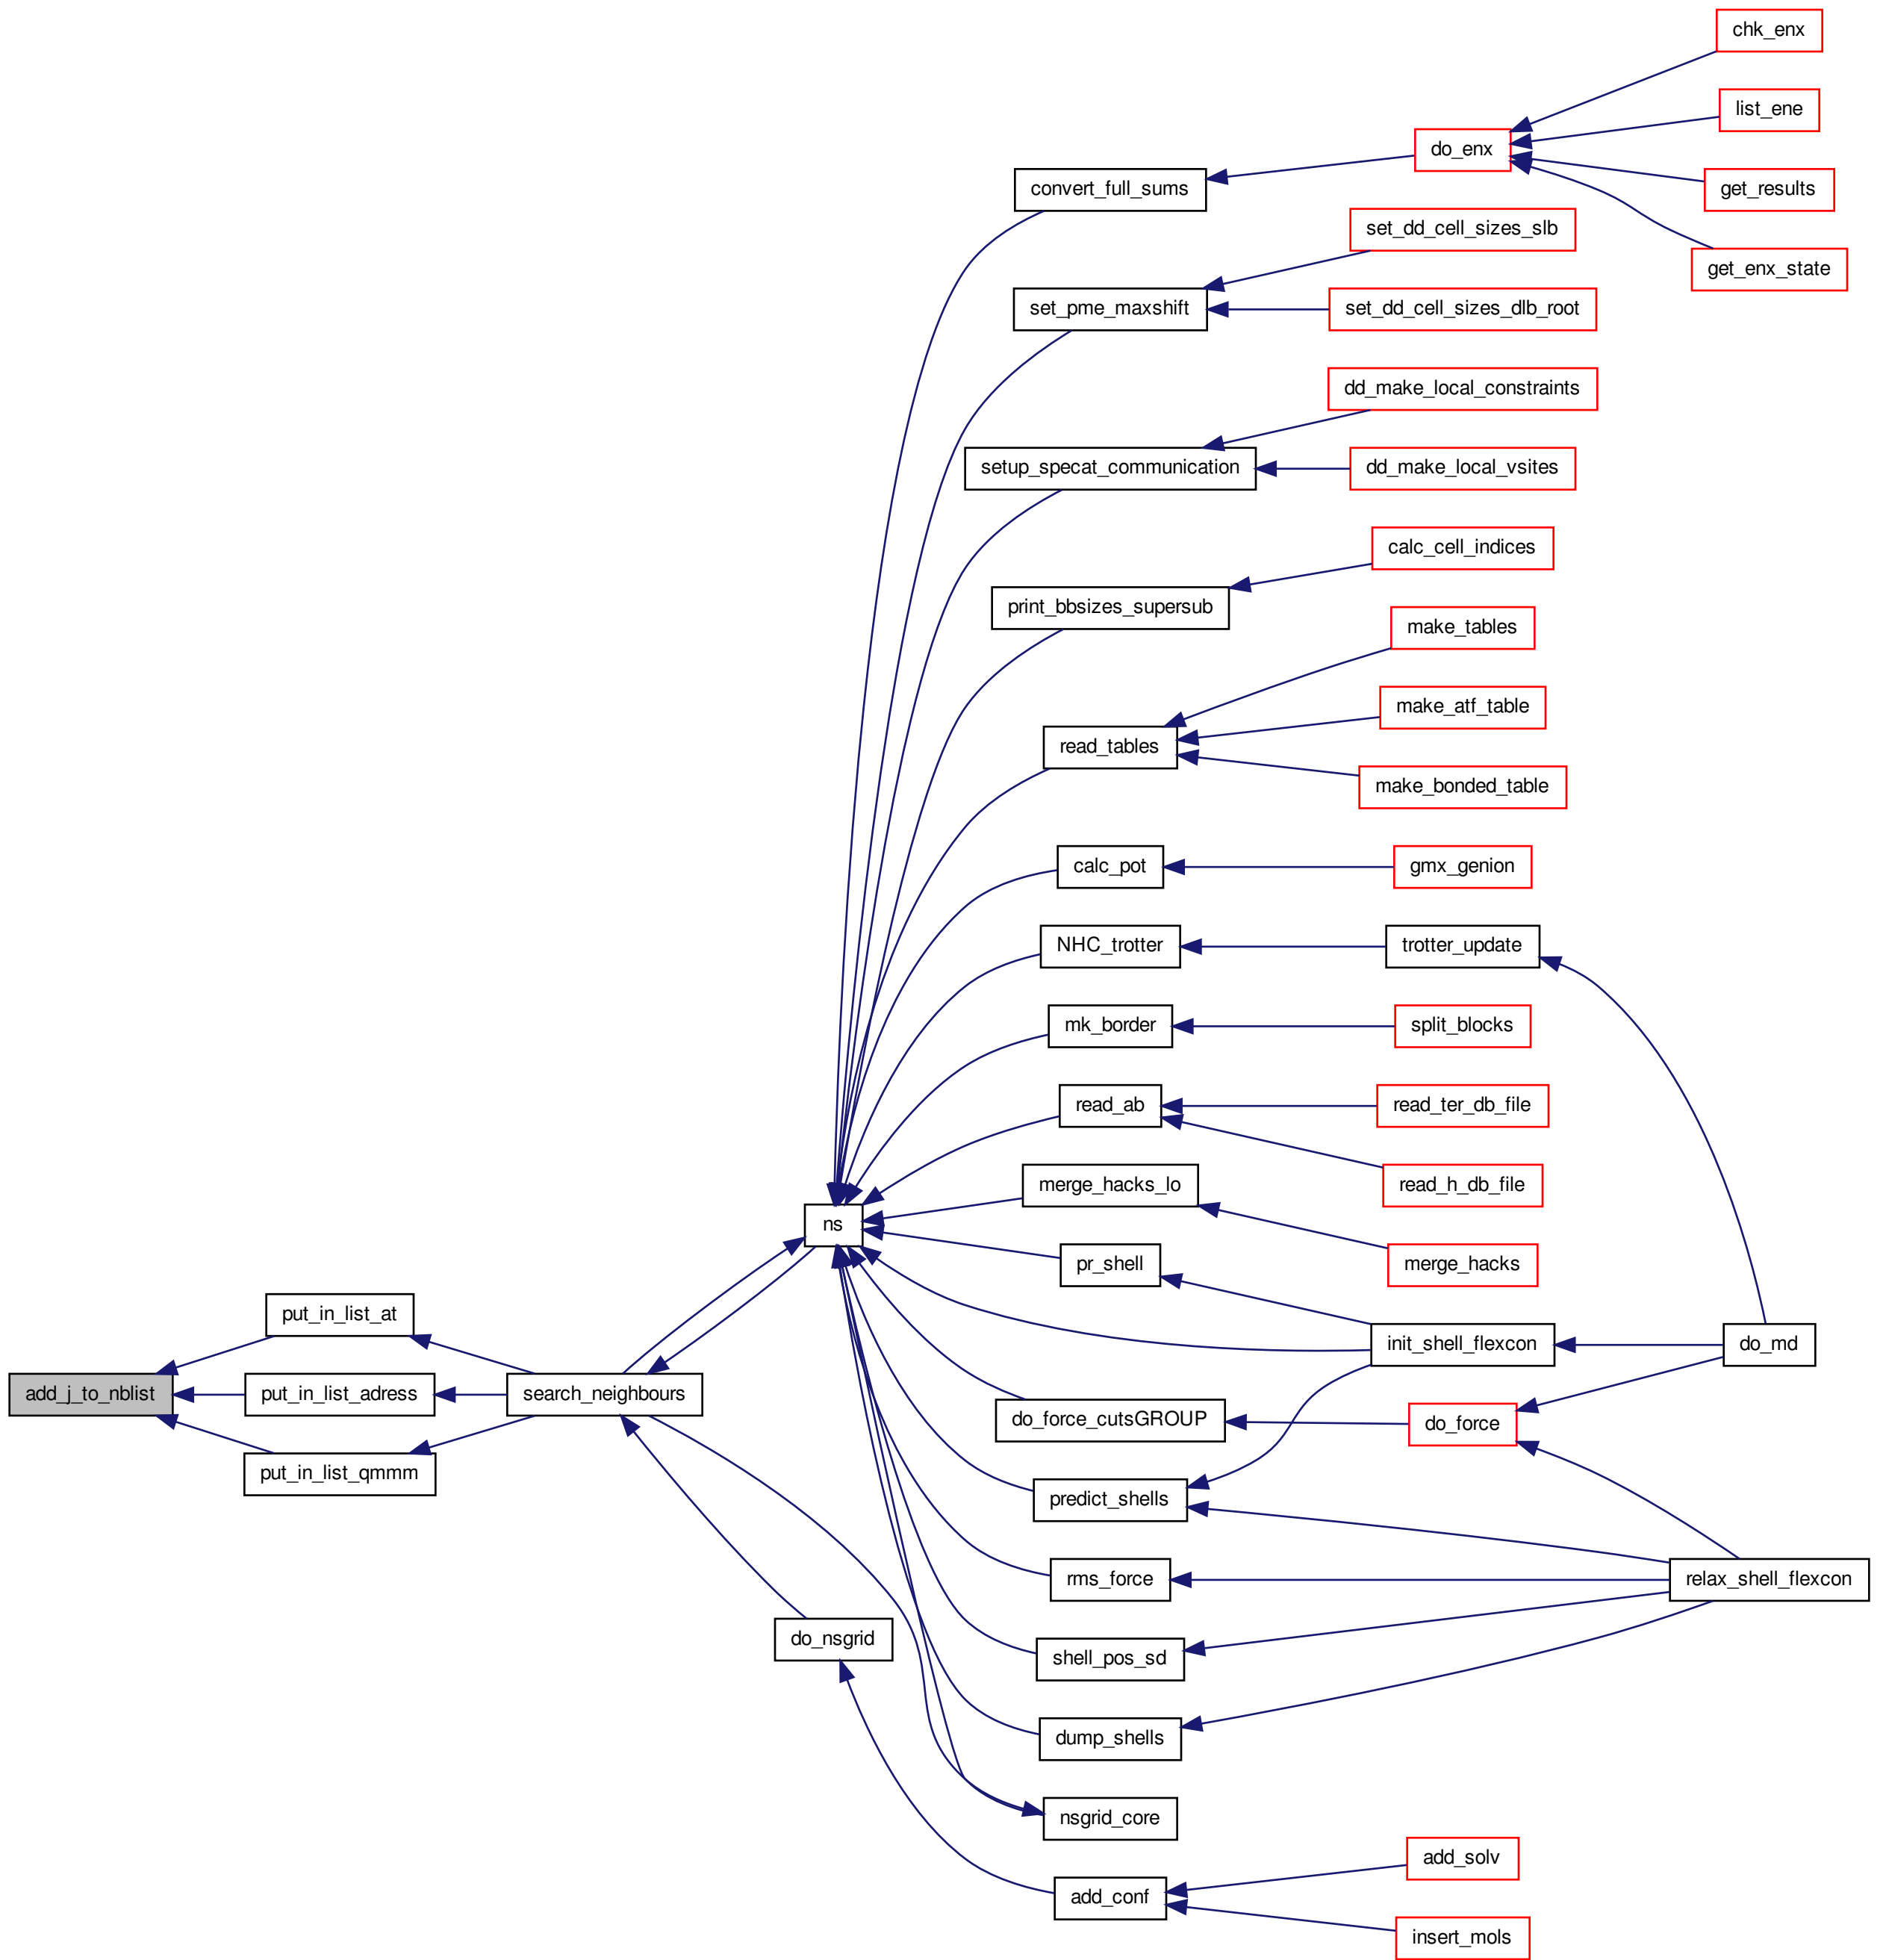 chk_enx
list_ene
do_enx
get_results
convert_full_sums
set_dd_cell_sizes_slb
get_enx_state
set_pme_maxshift
set_dd_cell_sizes_dlb_root
dd_make_local_constraints
setup_specat_communication
dd_make_local_vsites
calc_cell_indices
print_bbsizes_supersub
make_tables
make_atf_table
read_tables
make_bonded_table
calc_pot
gmx_genion
NHC_trotter
trotter_update
mk_border
split_blocks
read_ab
read_ter_db_file
merge_hacks_lo
read_h_db_file
ns
pr_shell
merge_hacks
put_in_list_at
init_shell_flexcon
do_md
add_j_to_nblist
put_in_list_adress
search_neighbours
do_force_cutsGROUP
do_force
put_in_list_qmmm
predict_shells
rms_force
relax_shell_flexcon
do_nsgrid
shell_pos_sd
dump_shells
nsgrid_core
add_solv
add_conf
insert_mols